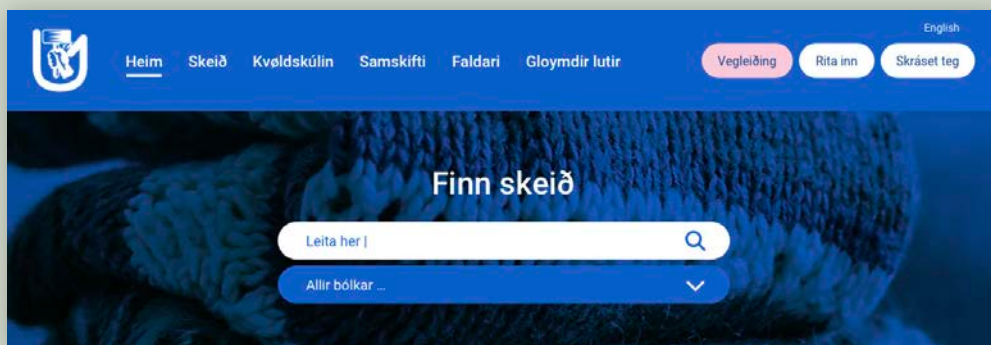 English
Heim Skeið Kvøldskúlin Samskifti Faldari Gloymdir lutir Vegleiðing Rita inn Skráset teg
Finn skeið
Leita her |
Allir bólkar ...